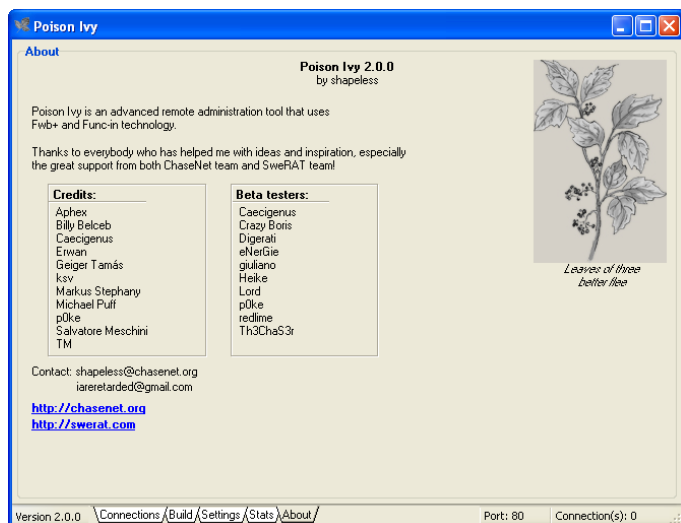 Poison Ivy
About
Poison Ivy 2.0.0
by shapeless
Poison Ivy is an advanced remote administration tool that uses
Fwb+ and Func-in technology.
Thanks to everybody who has helped me with ideas and inspiration, especially
the great support from both ChaseNet team and SweRAT team!
Credits:
Aphex
Billy Belceb
Caecigenus
Erwan
Geiger Tamás
ksv
Markus Stephany
Michael Puff
p0ke
Salvatore Meschini
TM
Beta testers:
Caecigenus
Crazy Boris
Digerati
eNerGie
giuliano
Heike
Lord
p0ke
redlime
Th3ChaS3r
Leaves of three
better flee
Contact: shapeless@chasenet.org
iareretarded@gmail.com
http://chasenet.org
http://swerat.com
Version 2.0.0 Connections Build Settings Stats About Port: 80 Connection(s): 0